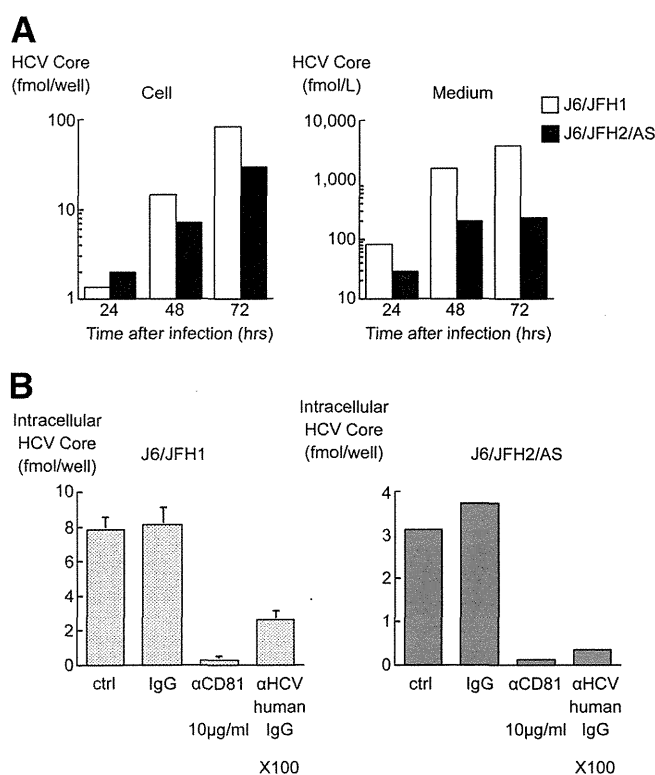 A
HCV Core
(fmol/well)
Cell
100
10
1
24
48
72
Time after infection (hrs)
HCV Core
(fmol/L)
Medium
10,000
1,000
100
10
24
48
72
Time after infection (hrs)
J6/JFH1
J6/JFH2/AS
B
Intracellular
HCV Core
(fmol/well)
J6/JFH1
10
8
6
4
2
0
ctrl
IgG
αCD81
10µg/ml
αHCV
human
IgG
X100
Intracellular
HCV Core
(fmol/well)
J6/JFH2/AS
4
3
2
1
0
ctrl
IgG
αCD81
10µg/ml
αHCV
human
IgG
X100